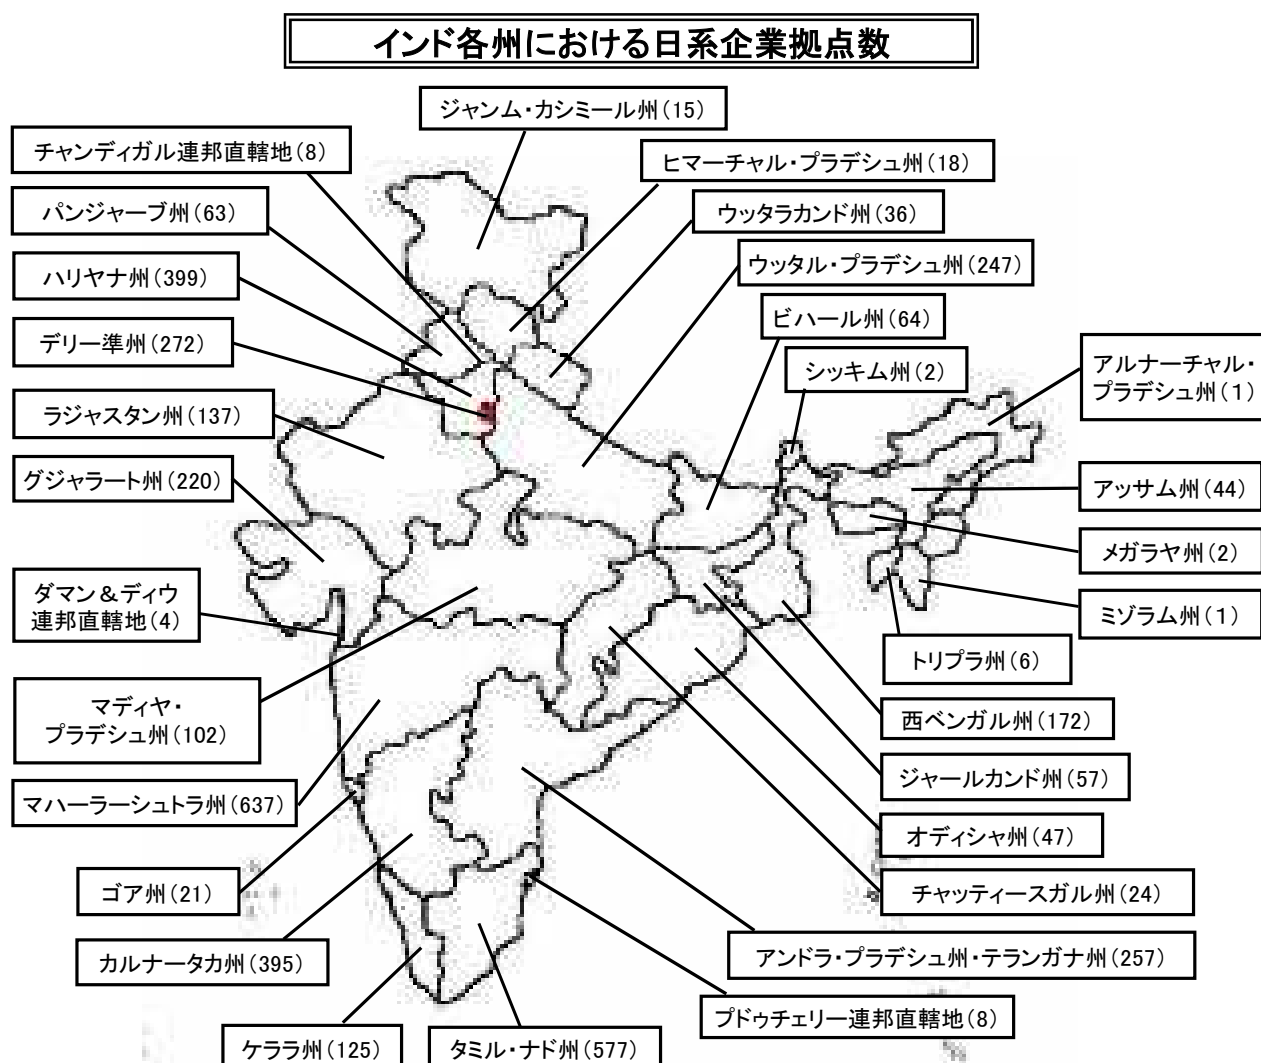 インド各州における日系企業拠点数
ジャンム・カシミール州(15)
チャンディガル連邦直轄地(8)
ヒマーチャル・プラデシュ州(18)
パンジャーブ州(63)
ウッタラカンド州(36)
ハリヤナ州(399)
ウッタル・プラデシュ州(247)
ビハール州(64)
デリー準州(272)
シッキム州(2)
アルナーチャル・
プラデシュ州(1)
ラジャスタン州(137)
グジャラート州(220)
アッサム州(44)
メガラヤ州(2)
ダマン&ディウ
連邦直轄地(4)
ミゾラム州(1)
トリプラ州(6)
マディヤ・
プラデシュ州(102)
西ベンガル州(172)
ジャールカンド州(57)
マハーラーシュトラ州(637)
オディシャ州(47)
ゴア州(21)
チャッティースガル州(24)
カルナータカ州(395)
アンドラ・プラデシュ州・テランガナ州(257)
プドゥチェリー連邦直轄地(8)
ケララ州(125)
タミル・ナド州(577)